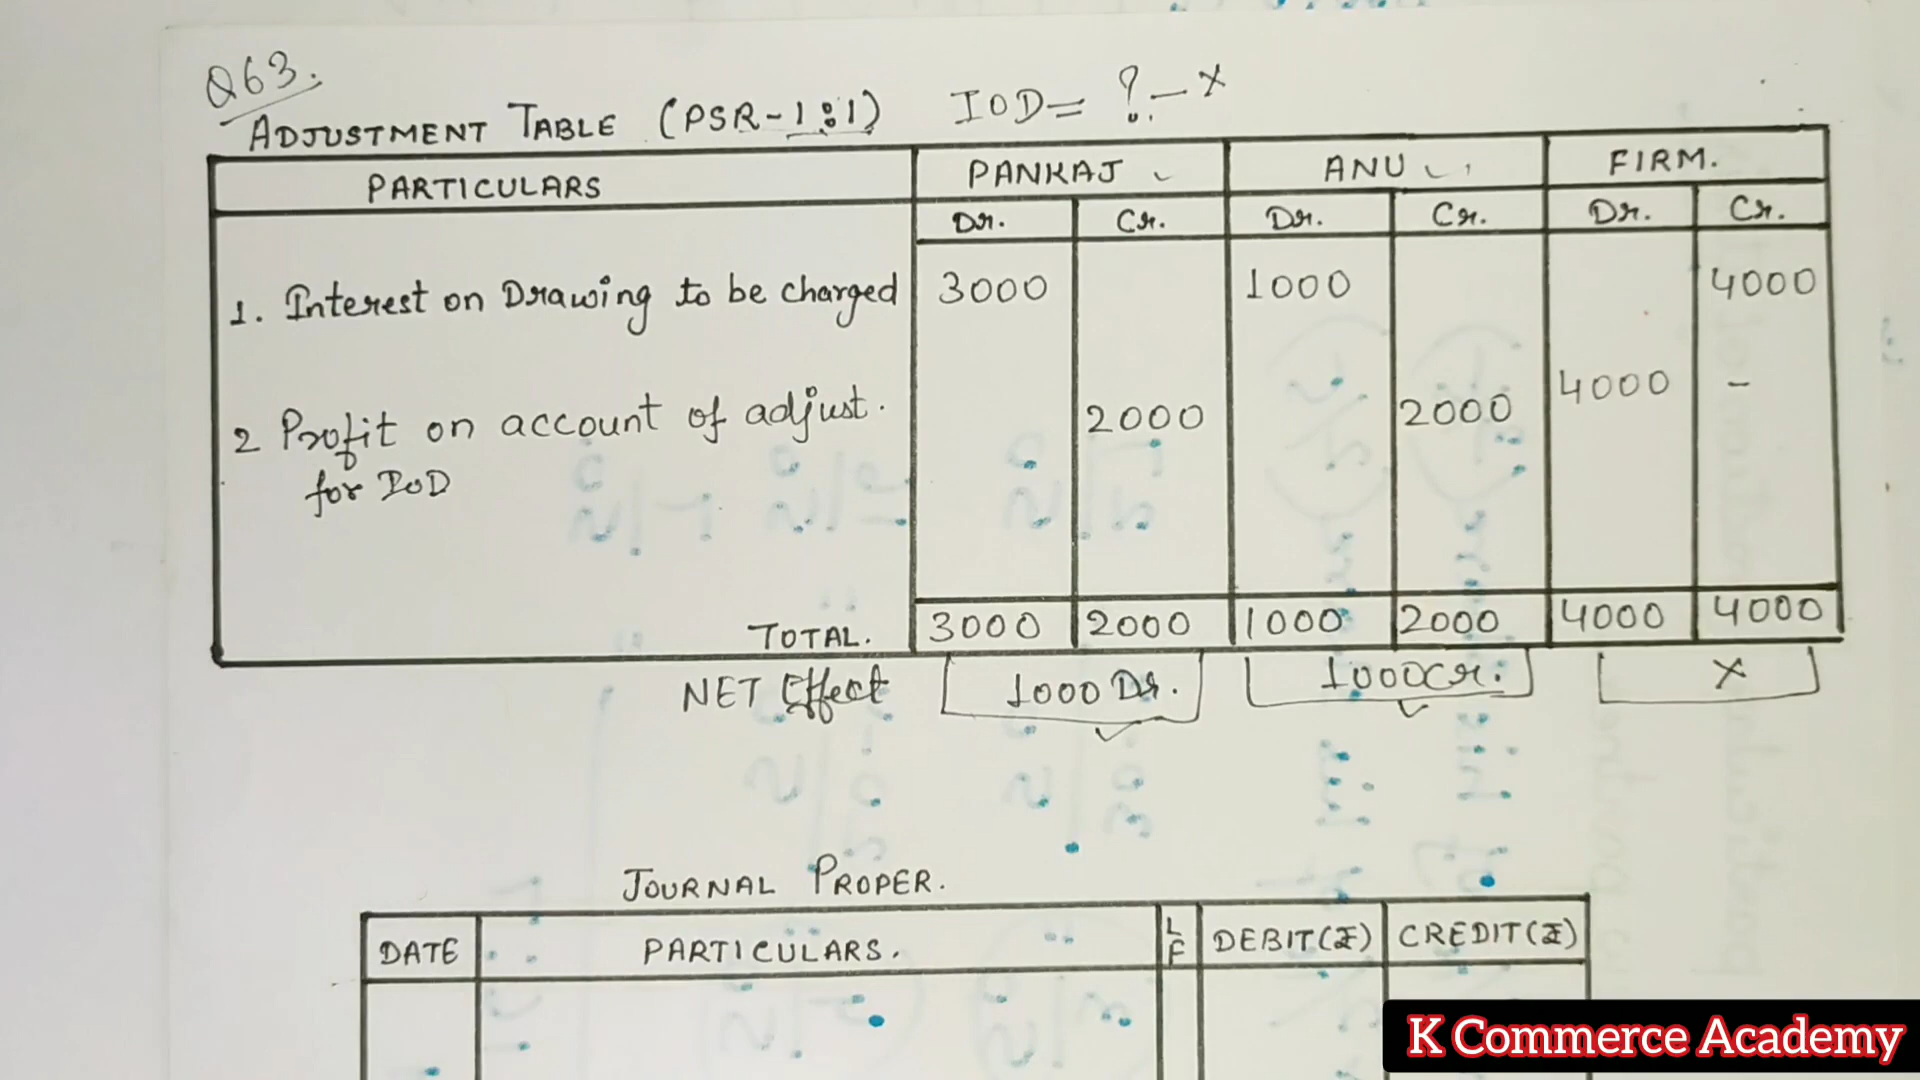 Q63.
ADJUSTMENT TABLE (PSR-1:1) IOD= ?-x
PARTICULARS PANKAJ ANU FIRM.
Dr. Cr. Dr. Cr. Dr. Cr.
1. Interest on Drawing to be charged 3000 1000 4000
2 Profit on account of adjust. 2000 2000 4000 -
for IOD
TOTAL. 3000 2000 1000 2000 4000 4000
NET Effect 1000 Dr. 1000 Cr. X
JOURNAL PROPER.
DATE PARTICULARS. LF DEBIT(₹) CREDIT(₹)
K Commerce Academy